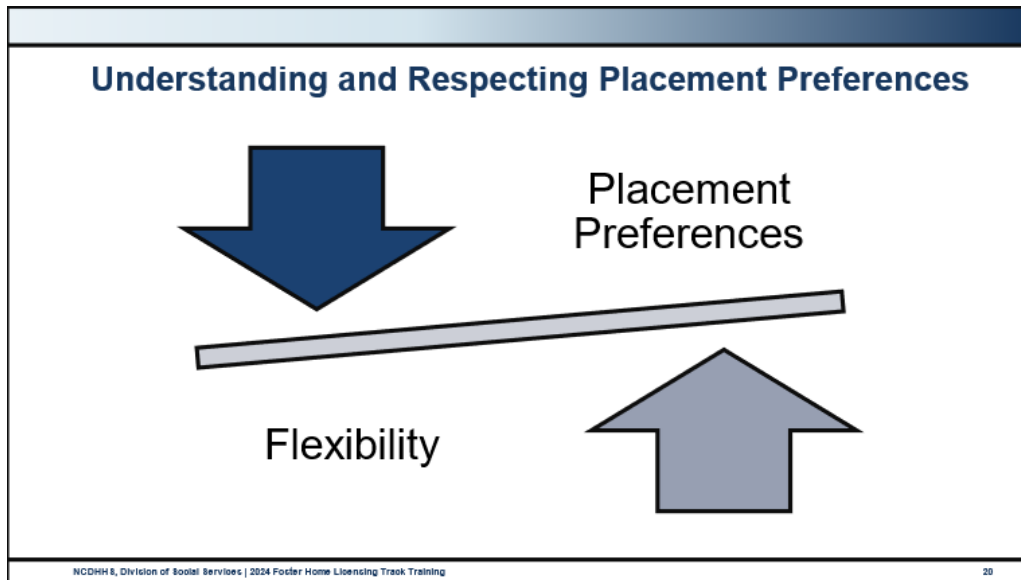 Understanding and Respecting Placement Preferences
Placement
Preferences
Flexibility
NCDHHS, Division of Social Services | 2024 Foster Home Licensing Track Training
20